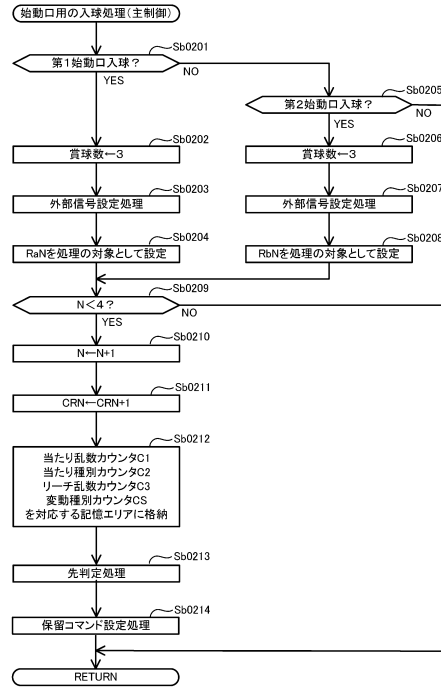 始動口用の入球処理(主制御)
Sb0201
第1始動口入球?
NO
YES
Sb0205
第2始動口入球?
NO
YES
Sb0202
賞球数←3
Sb0206
賞球数←3
Sb0203
外部信号設定処理
Sb0207
外部信号設定処理
Sb0204
RaNを処理の対象として設定
Sb0208
RbNを処理の対象として設定
Sb0209
N<4?
NO
YES
Sb0210
N←N+1
Sb0211
CRN←CRN+1
Sb0212
当たり乱数カウンタC1
当たり種別カウンタC2
リーチ乱数カウンタC3
変動種別カウンタCS
を対応する記憶エリアに格納
Sb0213
先判定処理
Sb0214
保留コマンド設定処理
RETURN